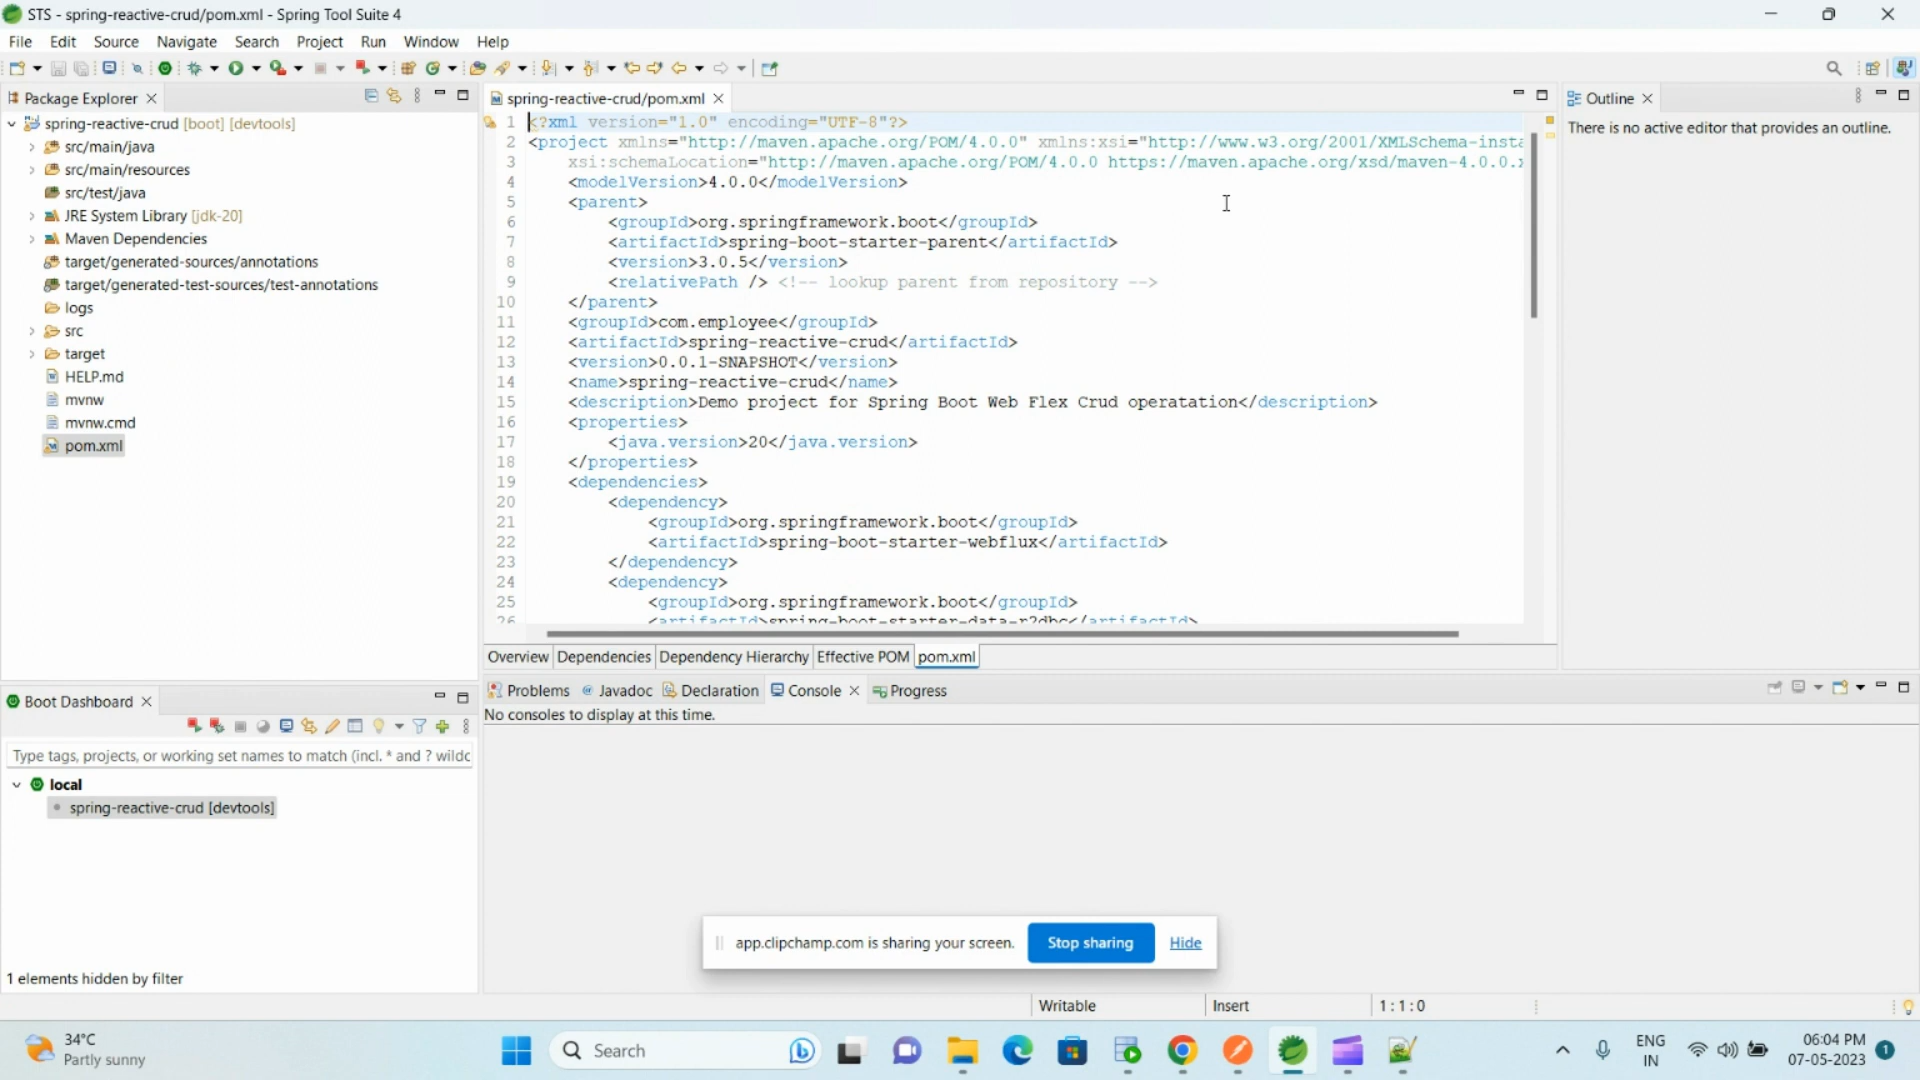 STS - spring-reactive-crud/pom.xml - Spring Tool Suite 4
File Edit Source Navigate Search Project Run Window Help
Package Explorer
spring-reactive-crud [boot] [devtools]
src/main/java
src/main/resources
src/test/java
JRE System Library [jdk-20]
Maven Dependencies
target/generated-sources/annotations
target/generated-test-sources/test-annotations
logs
src
target
HELP.md
mvnw
mvnw.cmd
pom.xml
spring-reactive-crud/pom.xml
1 <?xml version="1.0" encoding="UTF-8"?>
2 <project xmlns="http://maven.apache.org/POM/4.0.0" xmlns:xsi="http://www.w3.org/2001/XMLSchema-insta
3 xsi:schemaLocation="http://maven.apache.org/POM/4.0.0 https://maven.apache.org/xsd/maven-4.0.0.x
4 <modelVersion>4.0.0</modelVersion>
5 <parent>
6 <groupId>org.springframework.boot</groupId>
7 <artifactId>spring-boot-starter-parent</artifactId>
8 <version>3.0.5</version>
9 <relativePath /> <!-- lookup parent from repository -->
10 </parent>
11 <groupId>com.employee</groupId>
12 <artifactId>spring-reactive-crud</artifactId>
13 <version>0.0.1-SNAPSHOT</version>
14 <name>spring-reactive-crud</name>
15 <description>Demo project for Spring Boot Web Flex Crud operatation</description>
16 <properties>
17 <java.version>20</java.version>
18 </properties>
19 <dependencies>
20 <dependency>
21 <groupId>org.springframework.boot</groupId>
22 <artifactId>spring-boot-starter-webflux</artifactId>
23 </dependency>
24 <dependency>
25 <groupId>org.springframework.boot</groupId>
26 <artifactId>spring-boot-starter-data-r2dbc</artifactId>
Overview Dependencies Dependency Hierarchy Effective POM pom.xml
Outline
There is no active editor that provides an outline.
Boot Dashboard
Type tags, projects, or working set names to match (incl. * and ? wildc
local
spring-reactive-crud [devtools]
1 elements hidden by filter
Problems @ Javadoc Declaration Console Progress
No consoles to display at this time.
app.clipchamp.com is sharing your screen. Stop sharing Hide
Writable Insert 1 : 1 : 0
34°C
Partly sunny
Search
ENG
IN
06:04 PM
07-05-2023
1